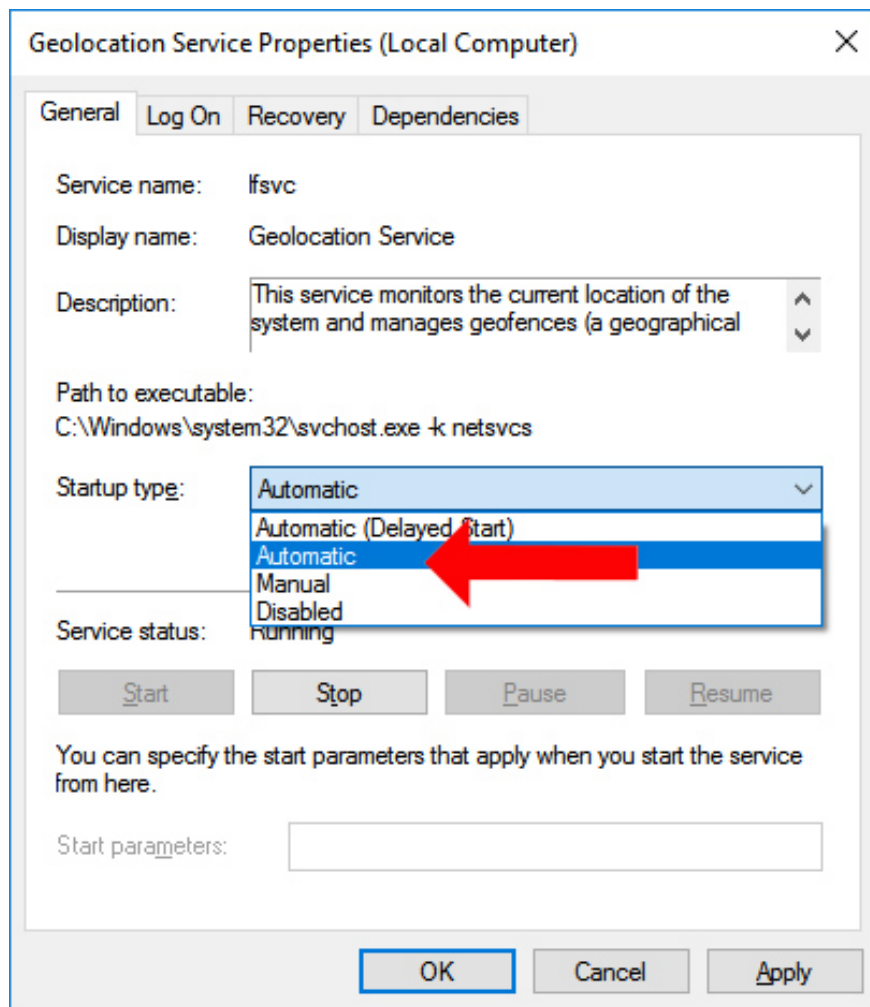 Geolocation Service Properties (Local Computer)
General Log On Recovery Dependencies
Service name: lfsvc
Display name: Geolocation Service
Description: This service monitors the current location of the
system and manages geofences (a geographical
Path to executable:
C:\Windows\system32\svchost.exe -k netsvcs
Startup type: Automatic
Automatic (Delayed Start)
Automatic
Manual
Disabled
Service status: Running
Start Stop Pause Resume
You can specify the start parameters that apply when you start the service
from here.
Start parameters:
OK Cancel Apply